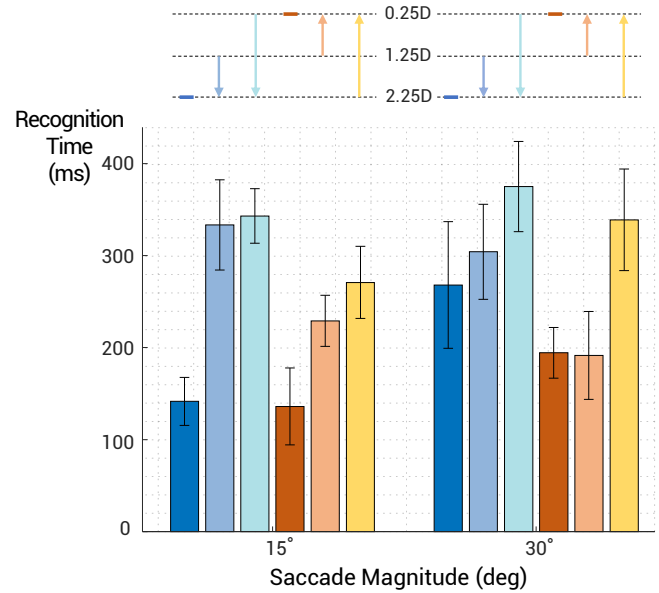 0.25D
1.25D
2.25D
Recognition
Time
(ms)
400
300
200
100
0
15°
30°
Saccade Magnitude (deg)